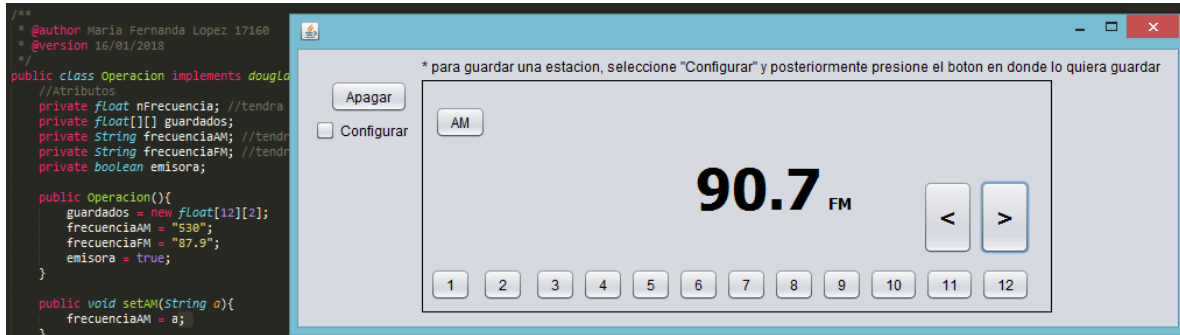 /**
* @author Maria Fernanda Lopez 17160
* @version 16/01/2018
*/
public class Operacion implements dougla
//Atributos
private float nFrecuencia; //tendra
private float[][] guardados;
private String frecuenciaAM; //tendr
private String frecuenciaFM; //tendr
private boolean emisora;
public Operacion(){
guardados = new float[12][2];
frecuenciaAM = "530";
frecuenciaFM = "87.9";
emisora = true;
}
public void setAM(String a){
frecuenciaAM = a;
}
* para guardar una estacion, seleccione "Configurar" y posteriormente presione el boton en donde lo quiera guardar
Apagar
Configurar
AM
90.7 FM
< >
1 2 3 4 5 6 7 8 9 10 11 12